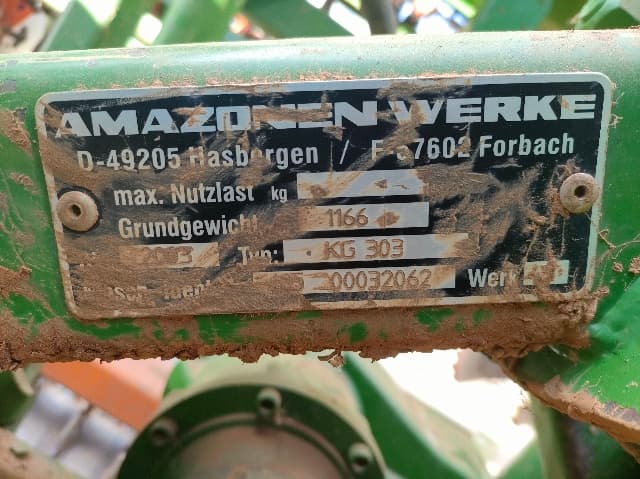 AMAZONEN WERKE
D-49205 Hasbergen / F-57602 Forbach
max. Nutzlast kg
Grundgewicht 1166
2003 Typ: KG 303
00032062 Werk